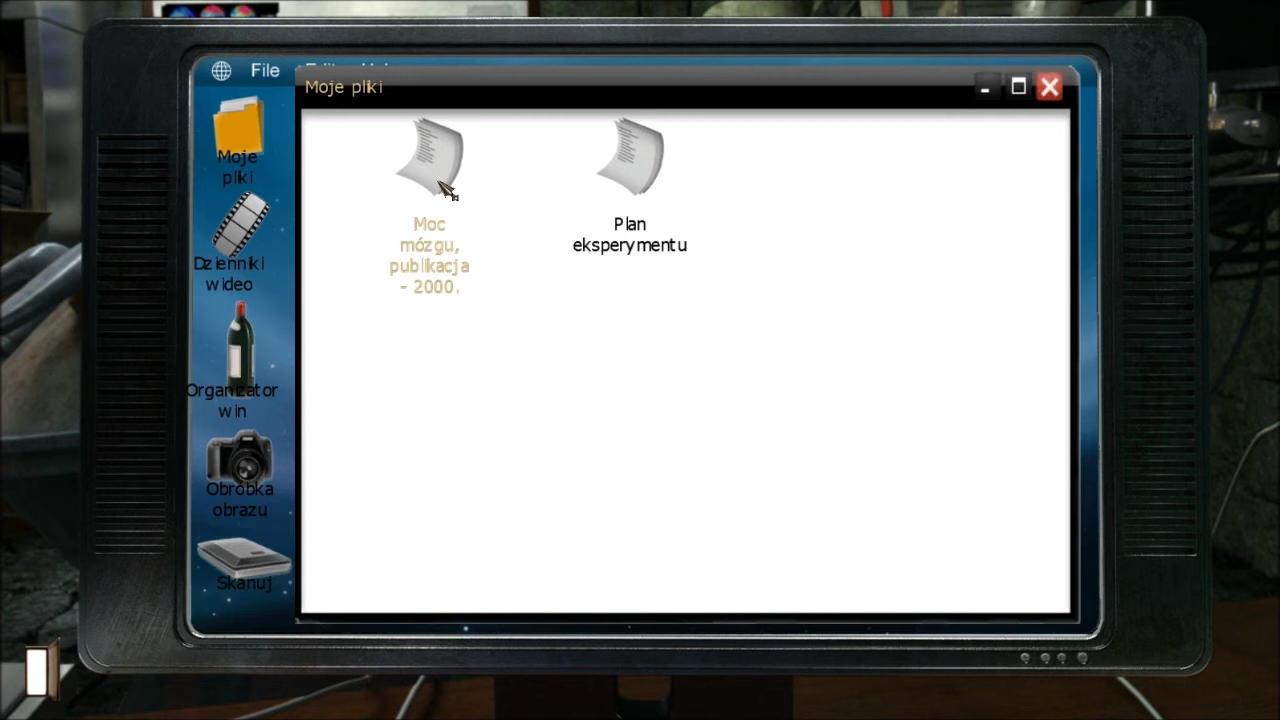 File
Moje pliki
Moje
pliki
Dzienniki
wideo
Organizator
win
Obróbka
obrazu
Skanuj
Moc
mózgu,
publikacja
- 2000.
Plan
eksperymentu